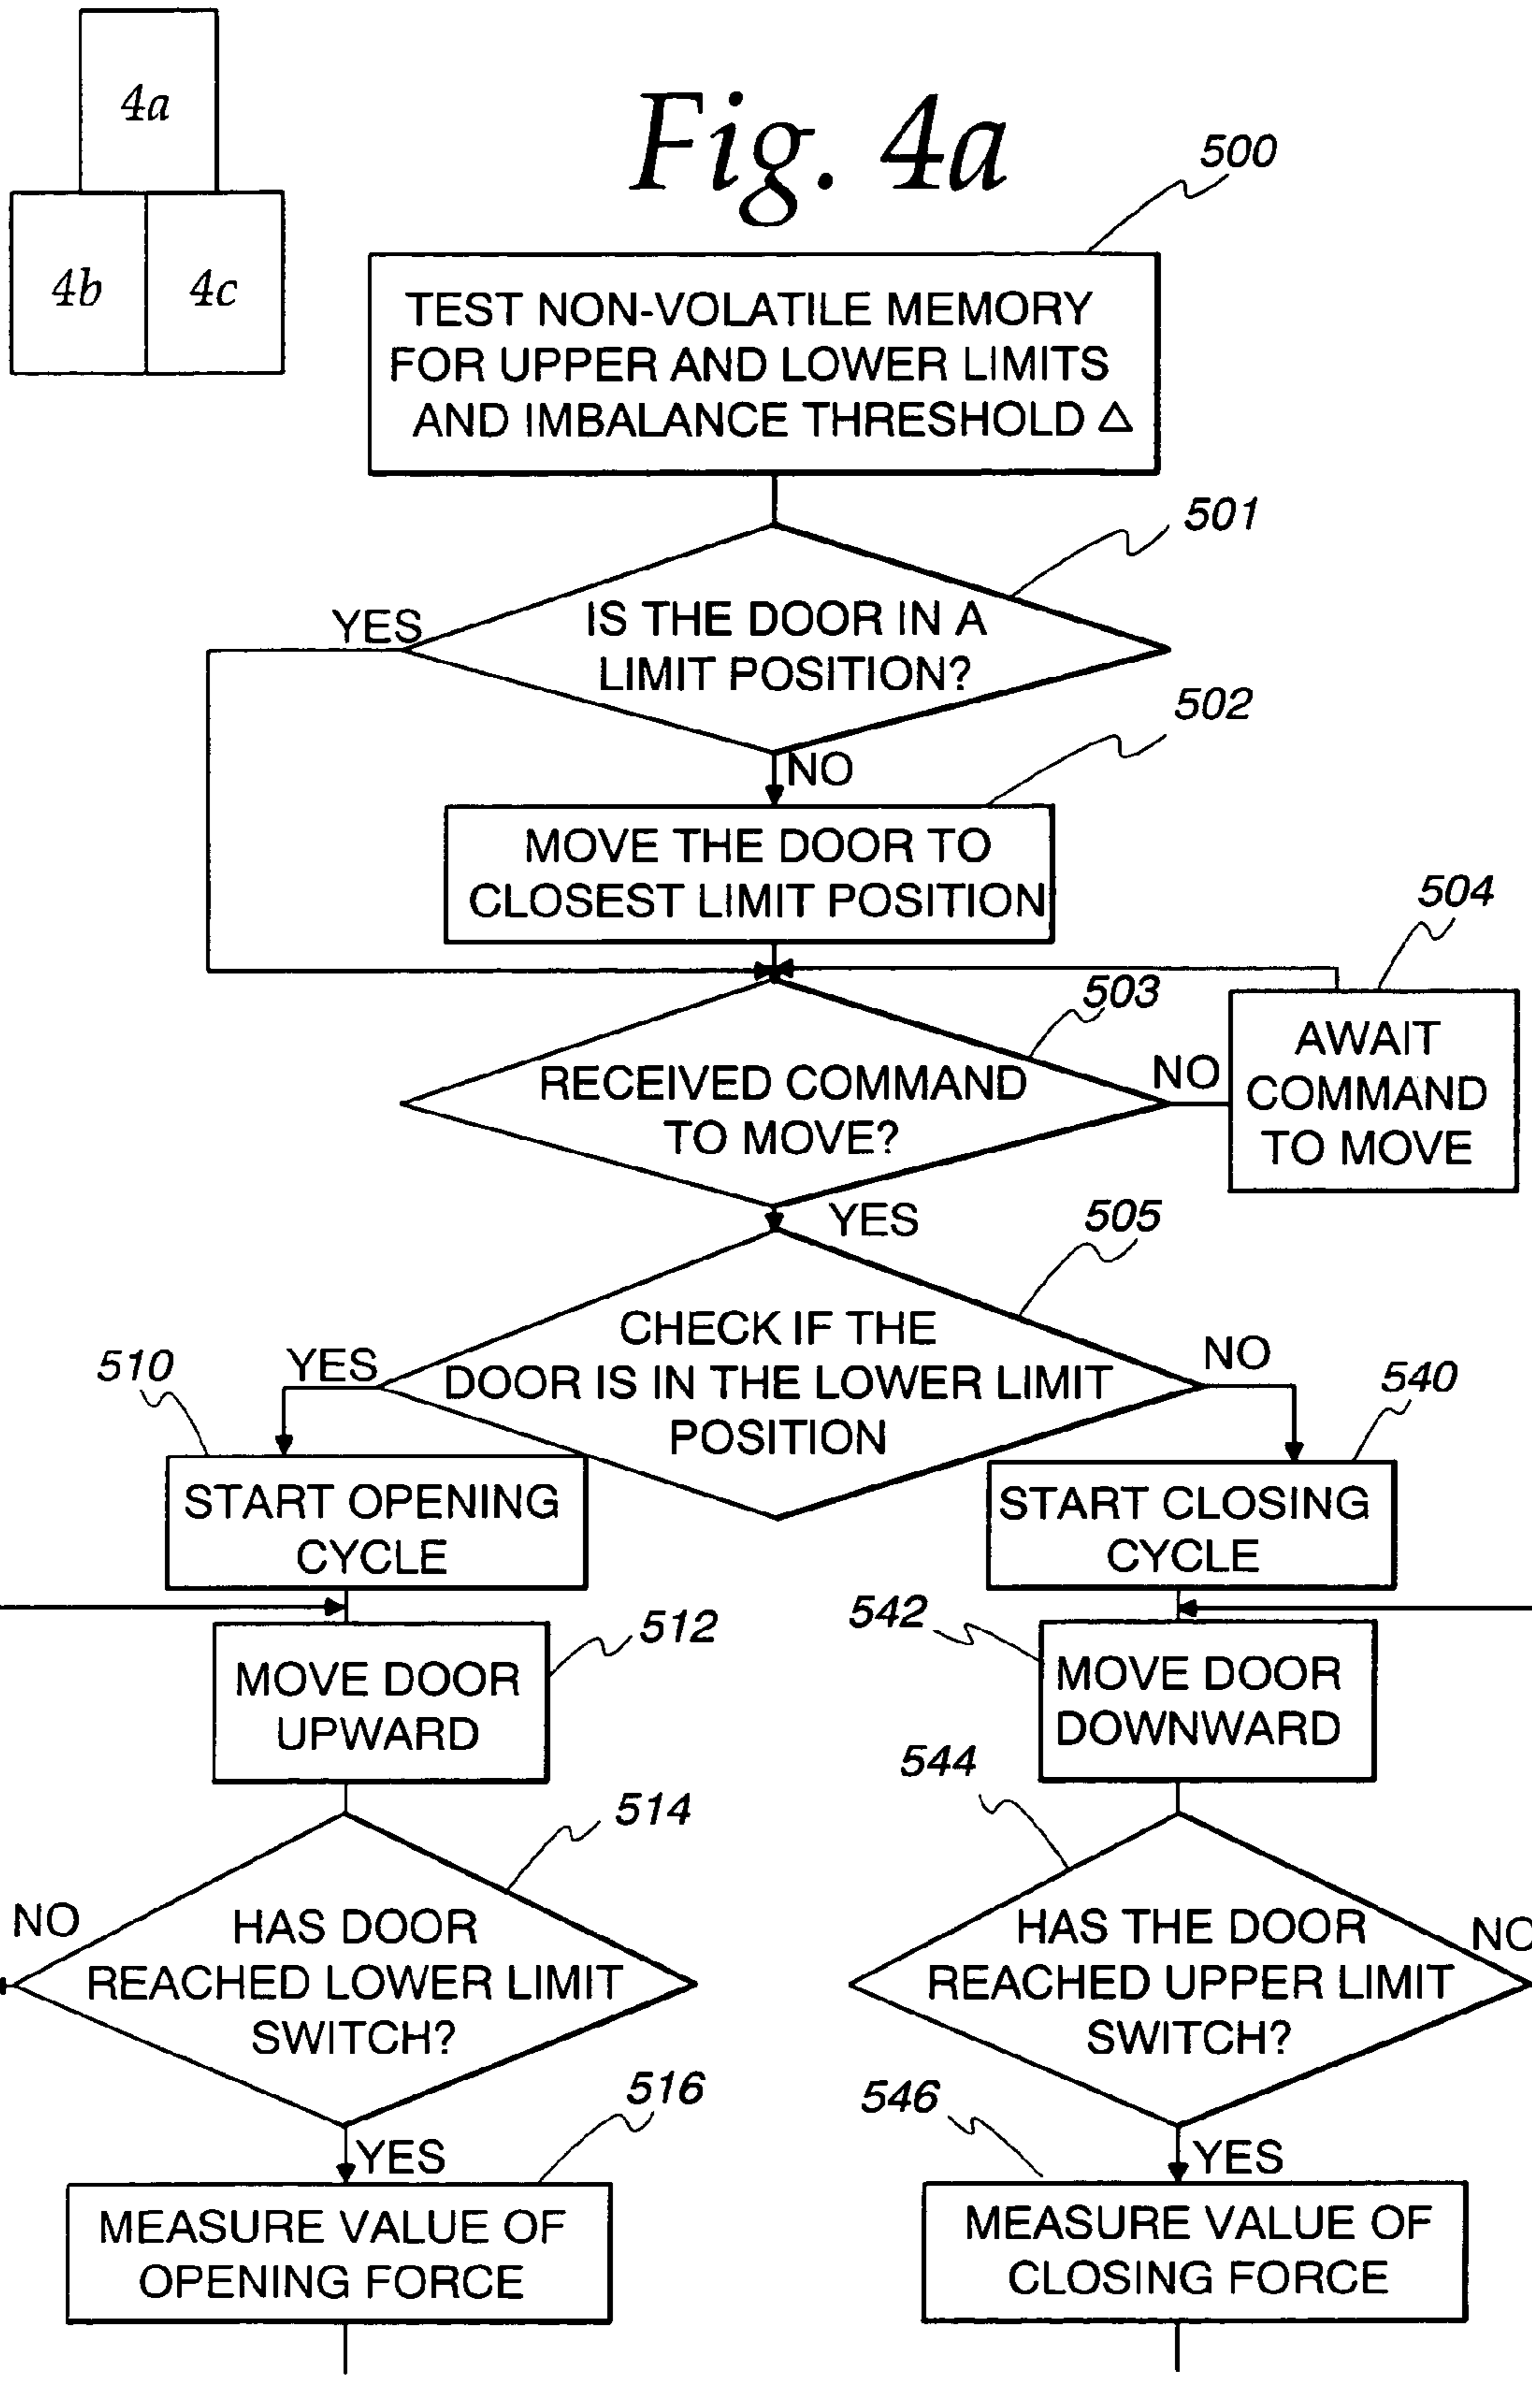 4a
4b 4c
Fig. 4a
500
TEST NON-VOLATILE MEMORY
FOR UPPER AND LOWER LIMITS
AND IMBALANCE THRESHOLD △
501
YES
IS THE DOOR IN A
LIMIT POSITION?
502
NO
MOVE THE DOOR TO
CLOSEST LIMIT POSITION
504
503
AWAIT
COMMAND
TO MOVE
NO
RECEIVED COMMAND
TO MOVE?
YES
505
CHECK IF THE
DOOR IS IN THE LOWER LIMIT
POSITION
510
YES
NO
540
START OPENING
CYCLE
START CLOSING
CYCLE
512
MOVE DOOR
UPWARD
542
MOVE DOOR
DOWNWARD
514
544
NO
HAS DOOR
REACHED LOWER LIMIT
SWITCH?
HAS THE DOOR
REACHED UPPER LIMIT
SWITCH?
NO
516
YES
MEASURE VALUE OF
OPENING FORCE
546
YES
MEASURE VALUE OF
CLOSING FORCE